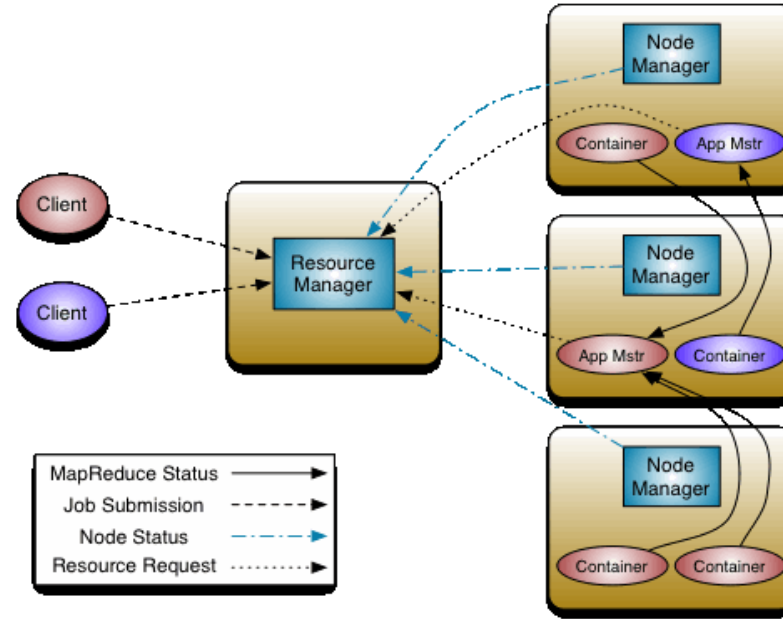 Node
Manager
Container
App Mstr
Client
Resource
Manager
Client
Node
Manager
App Mstr
Container
Node
Manager
Container
Container
MapReduce Status
Job Submission
Node Status
Resource Request